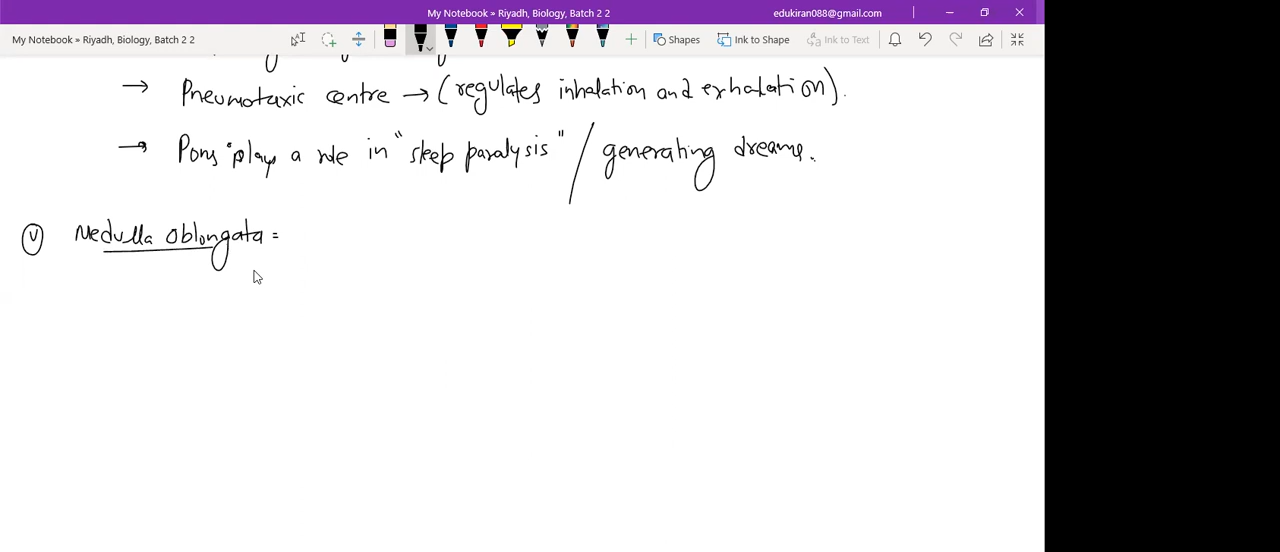 My Notebook » Riyadh, Biology, Batch 2 2
edukiran088@gmail.com
My Notebook » Riyadh, Biology, Batch 2 2
Shapes
Ink to Shape
Ink to Text
→ Pneumotaxic centre → (regulates inhalation and exhalation).
→ Pons plays a role in "sleep paralysis" / generating dreams.
(V) Medulla oblongata =